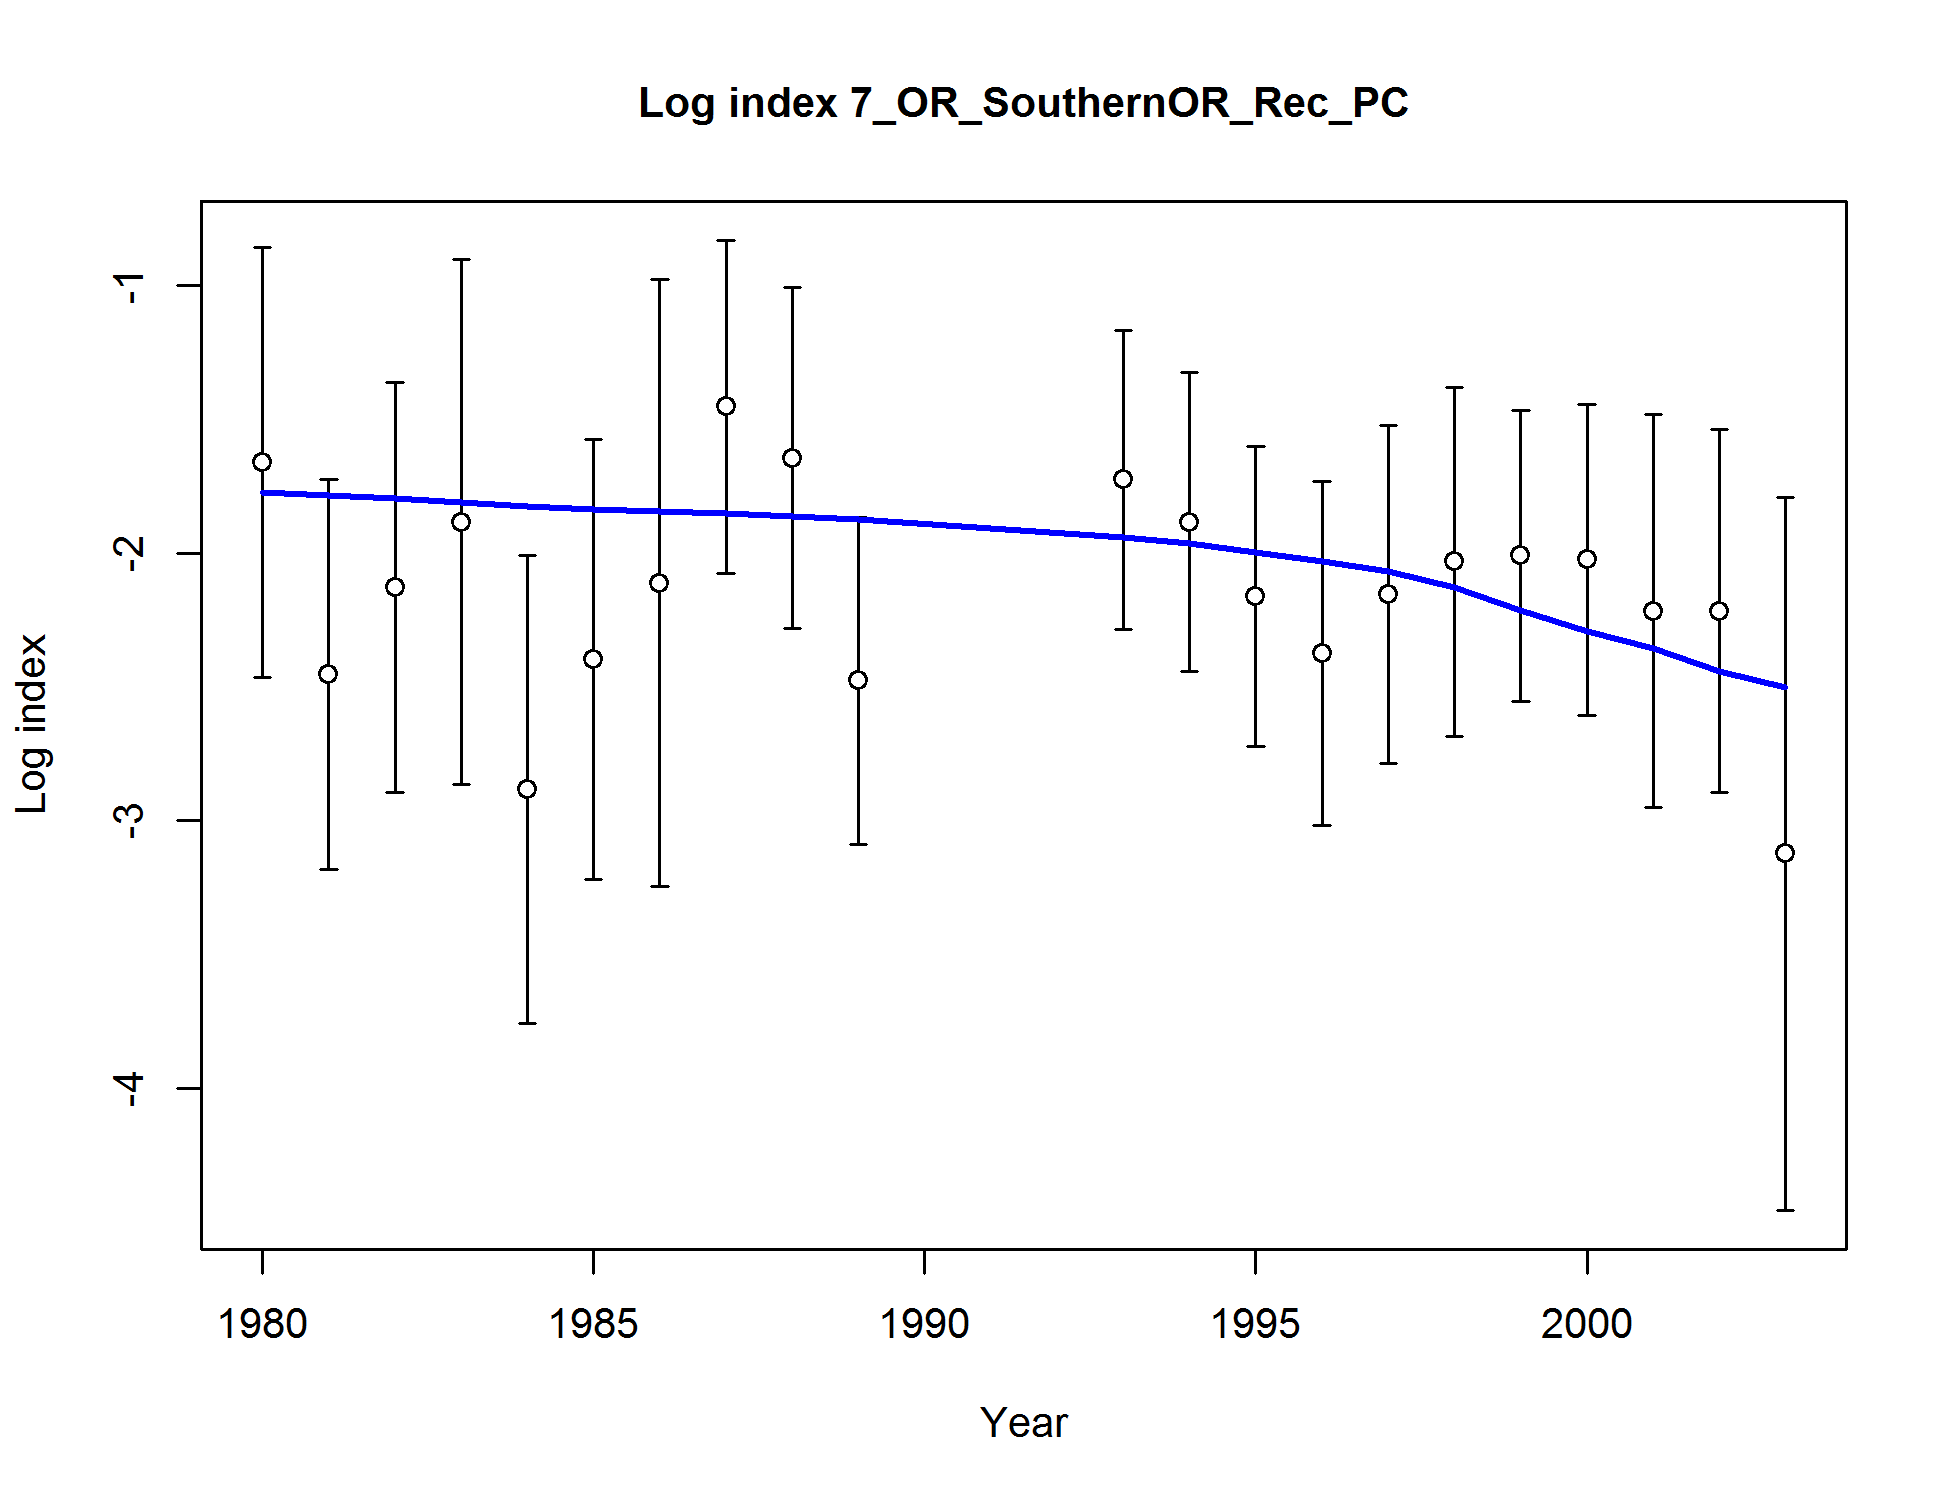 Log index 7_OR_SouthernOR_Rec_PC
-1
-2
-3
-4
Log index
1980 1985 1990 1995 2000
Year